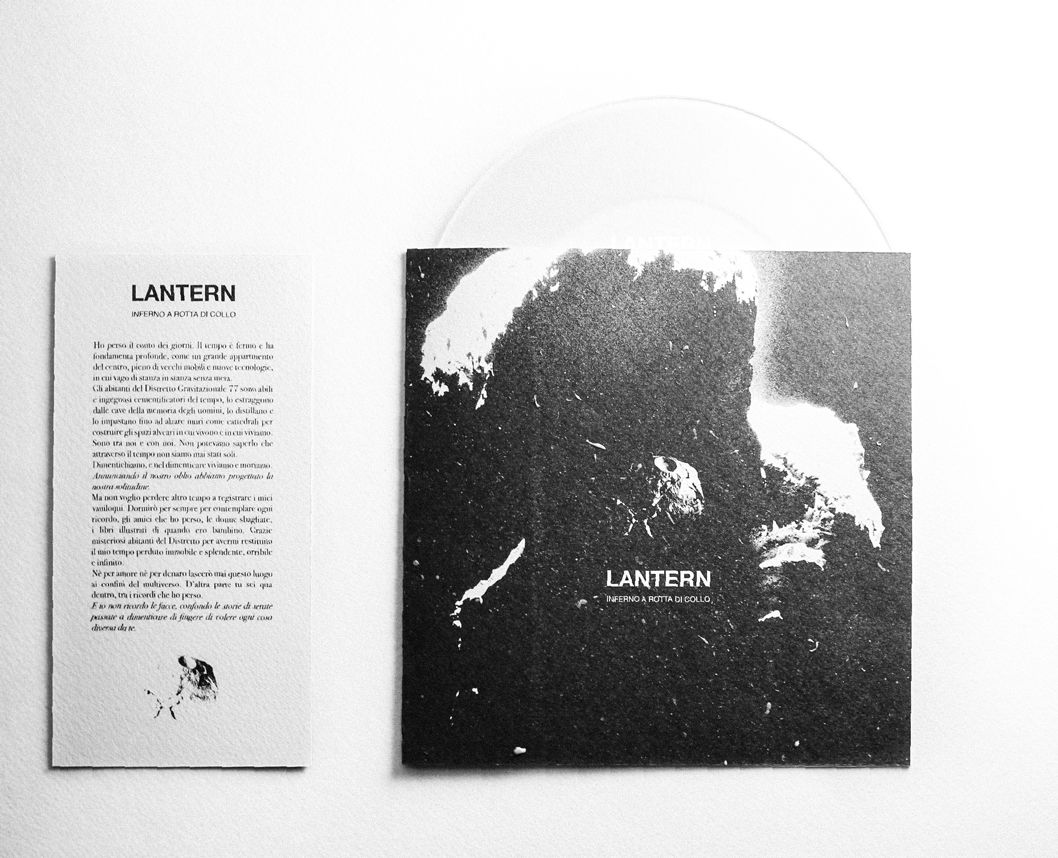 LANTERN
INFERNO A ROTTA DI COLLO
Ho perso il conto dei giorni. Il tempo è fermo e ha
fondamenta profonde, come un grande appartamento
del centro, pieno di vecchi mobili e nuove tecnologie,
in cui vago di stanza in stanza senza meta.
Gli abitanti del Distretto Gravitazionale 77 sono abili
e ingegnosi cementificatori del tempo, lo estraggono
dalle cave della memoria degli uomini, lo distillano e
lo impastano fino ad alzare muri come cattedrali per
costruire gli spazi alveari in cui vivono e in cui viviamo.
Sono tra noi e con noi. Non potevamo saperlo che
attraverso il tempo non siamo mai stati soli.
Dimentichiamo, e nel dimenticare viviamo e moriamo.
Annunciando il nostro oblio abbiamo progettato la
nostra solitudine.
Ma non voglio perdere altro tempo a registrare i miei
vaniloqui. Dormirò per sempre per contemplare ogni
ricordo, gli amici che ho perso, le donne sbagliate,
i libri illustrati di quando ero bambino. Grazie
misteriosi abitanti del Distretto per avermi restituito
il mio tempo perduto immobile e splendente, orribile
e infinito.
Nè per amore nè per denaro lascerò mai questo luogo
ai confini del multiverso. D'altra parte tu sei qua
dentro, tra i ricordi che ho perso.
E io non ricordo le facce, confondo le storie di serate
passate a dimenticare di fingere di volere ogni cosa
diversa da te.
LANTERN
INFERNO A ROTTA DI COLLO